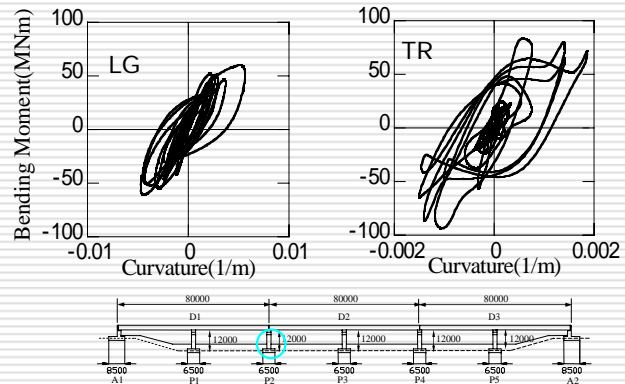 100
50
0
-50
-100
Bending Moment(MNm)
LG
-0.01
0
0.01
Curvature(1/m)
100
50
0
-50
-100
TR
-0.002
0
0.002
Curvature(1/m)
80000 80000 80000
D1 D2 D3
12000 12000 12000 12000 12000
8500 6500 6500 6500 6500 6500 8500
A1 P1 P2 P3 P4 P5 A2